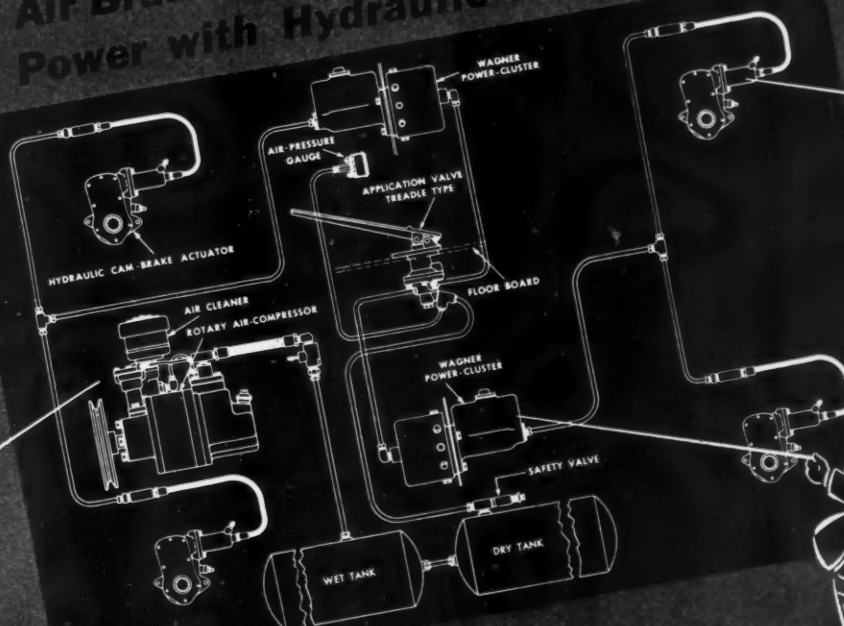 Air
Power with Hydraulic
WAGNER
POWER-CLUSTER
AIR-PRESSURE
GAUGE
APPLICATION VALVE
TREADLE TYPE
HYDRAULIC CAM-BRAKE ACTUATOR
FLOOR BOARD
AIR CLEANER
ROTARY AIR-COMPRESSOR
WAGNER
POWER-CLUSTER
SAFETY VALVE
DRY TANK
WET TANK